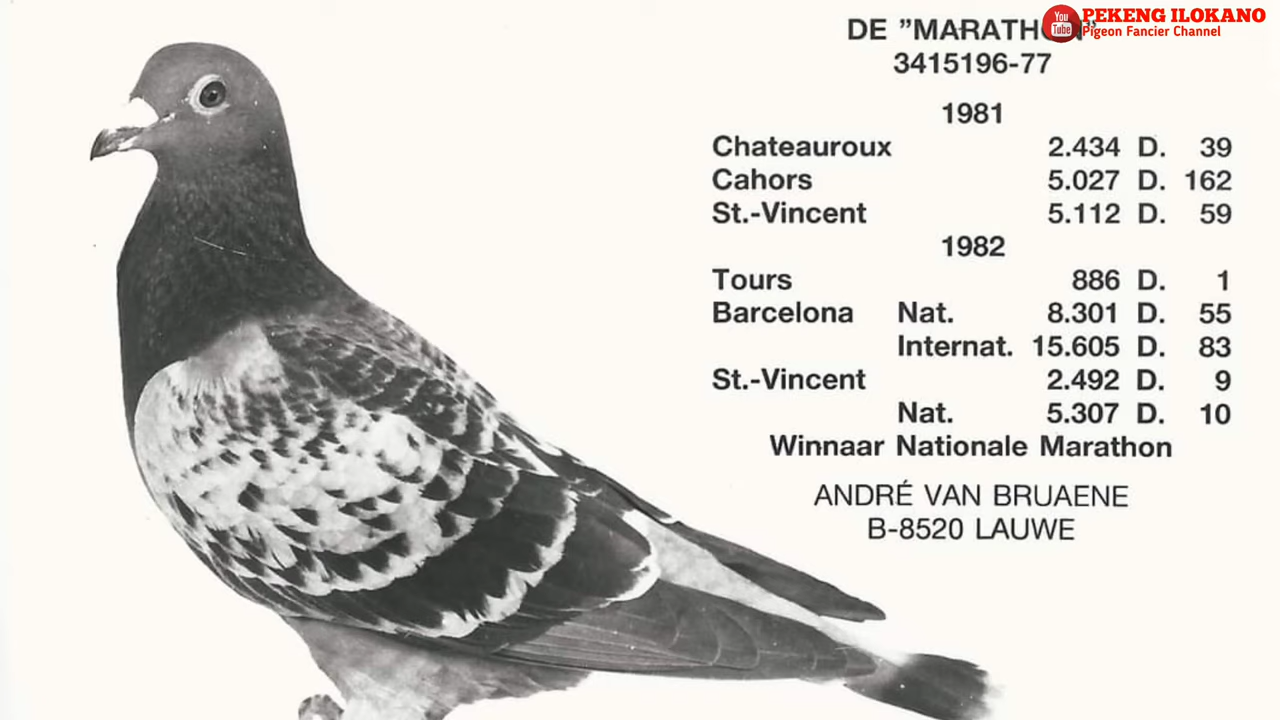 DE "MARATHON"
PEKENG ILOKANO
Pigeon Fancier Channel
You
Tube
3415196-77
1981
Chateauroux 2.434 D. 39
Cahors 5.027 D. 162
St.-Vincent 5.112 D. 59
1982
Tours 886 D. 1
Barcelona Nat. 8.301 D. 55
Internat. 15.605 D. 83
St.-Vincent 2.492 D. 9
Nat. 5.307 D. 10
Winnaar Nationale Marathon
ANDRÉ VAN BRUAENE
B-8520 LAUWE